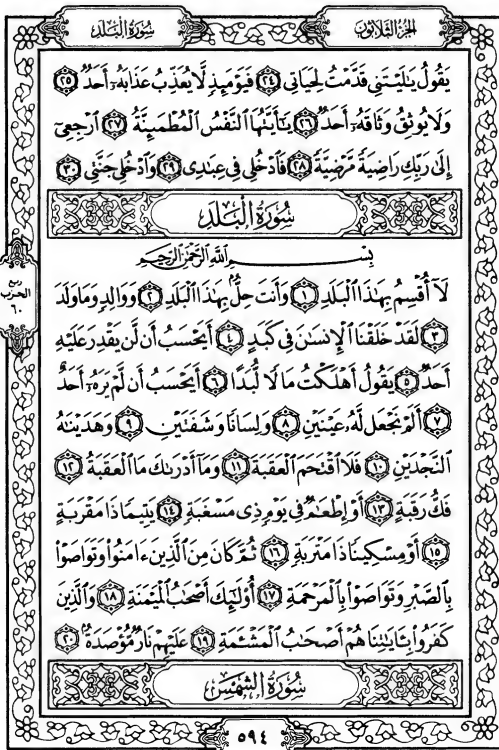 الجزء الثلاثون
سورة البلد
يَقُولُ يَٰلَيْتَنِى قَدَّمْتُ لِحَيَاتِى ٢٤ فَيَوْمَئِذٍ لَّا يُعَذِّبُ عَذَابَهُۥٓ أَحَدٌ ٢٥
وَلَا يُوثِقُ وَثَاقَهُۥٓ أَحَدٌ ٢٦ يَٰٓأَيَّتُهَا ٱلنَّفْسُ ٱلْمُطْمَئِنَّةُ ٢٧ ٱرْجِعِىٓ
إِلَىٰ رَبِّكِ رَاضِيَةً مَّرْضِيَّةً ٢٨ فَٱدْخُلِى فِى عِبَٰدِى ٢٩ وَٱدْخُلِى جَنَّتِى ٣٠
سُورَةُ الْبَلَدِ
بِسْمِ ٱللَّهِ ٱلرَّحْمَٰنِ ٱلرَّحِيمِ
لَآ أُقْسِمُ بِهَٰذَا ٱلْبَلَدِ ١ وَأَنتَ حِلٌّۢ بِهَٰذَا ٱلْبَلَدِ ٢ وَوَالِدٍ وَمَا وَلَدَ
٣ لَقَدْ خَلَقْنَا ٱلْإِنسَٰنَ فِى كَبَدٍ ٤ أَيَحْسَبُ أَن لَّن يَقْدِرَ عَلَيْهِ
أَحَدٌ ٥ يَقُولُ أَهْلَكْتُ مَالًا لُّبَدًا ٦ أَيَحْسَبُ أَن لَّمْ يَرَهُۥٓ أَحَدٌ
٧ أَلَمْ نَجْعَل لَّهُۥ عَيْنَيْنِ ٨ وَلِسَانًا وَشَفَتَيْنِ ٩ وَهَدَيْنَٰهُ
ٱلنَّجْدَيْنِ ١٠ فَلَا ٱقْتَحَمَ ٱلْعَقَبَةَ ١١ وَمَآ أَدْرَىٰكَ مَا ٱلْعَقَبَةُ ١٢
فَكُّ رَقَبَةٍ ١٣ أَوْ إِطْعَٰمٌ فِى يَوْمٍ ذِى مَسْغَبَةٍ ١٤ يَتِيمًا ذَا مَقْرَبَةٍ
١٥ أَوْ مِسْكِينًا ذَا مَتْرَبَةٍ ١٦ ثُمَّ كَانَ مِنَ ٱلَّذِينَ ءَامَنُوا۟ وَتَوَاصَوْا۟
بِٱلصَّبْرِ وَتَوَاصَوْا۟ بِٱلْمَرْحَمَةِ ١٧ أُو۟لَٰٓئِكَ أَصْحَٰبُ ٱلْمَيْمَنَةِ ١٨ وَٱلَّذِينَ
كَفَرُوا۟ بِـَٔايَٰتِنَا هُمْ أَصْحَٰبُ ٱلْمَشْـَٔمَةِ ١٩ عَلَيْهِمْ نَارٌ مُّؤْصَدَةٌۢ ٢٠
سُورَةُ الشَّمْسِ
ربع
الحزب
٦٠
٥٩٤